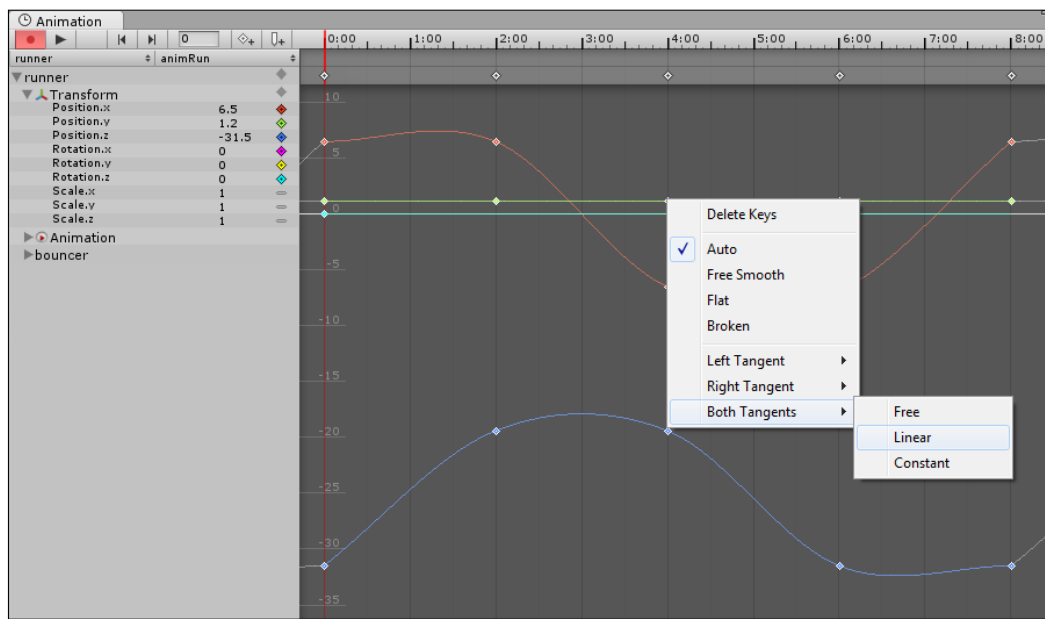 Animation
0 0:00 1:00 2:00 3:00 4:00 5:00 6:00 7:00 8:00
runner animRun
runner
Transform
Position.x 6.5
Position.y 1.2
Position.z -31.5
Rotation.x 0
Rotation.y 0
Rotation.z 0
Scale.x 1
Scale.y 1
Scale.z 1
Animation
bouncer
10
5
0
-5
-10
-15
-20
-25
-30
-35
Delete Keys
Auto
Free Smooth
Flat
Broken
Left Tangent
Right Tangent
Both Tangents
Free
Linear
Constant